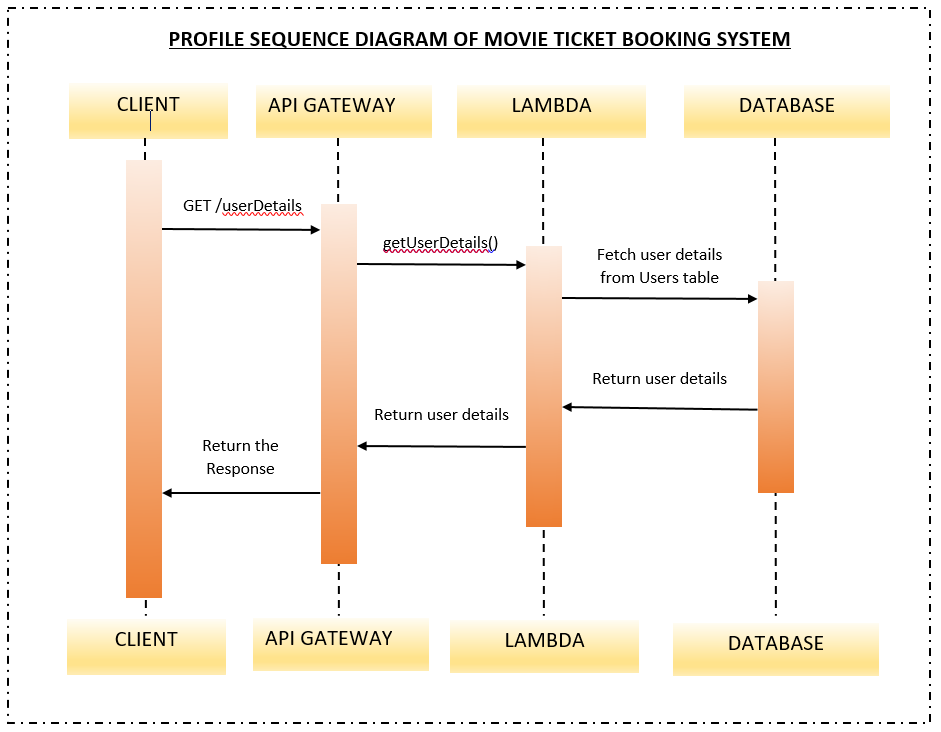 PROFILE SEQUENCE DIAGRAM OF MOVIE TICKET BOOKING SYSTEM
CLIENT
API GATEWAY
LAMBDA
DATABASE
GET /userDetails
getUserDetails()
Fetch user details
from Users table
Return user details
Return user details
Return the
Response
CLIENT
API GATEWAY
LAMBDA
DATABASE